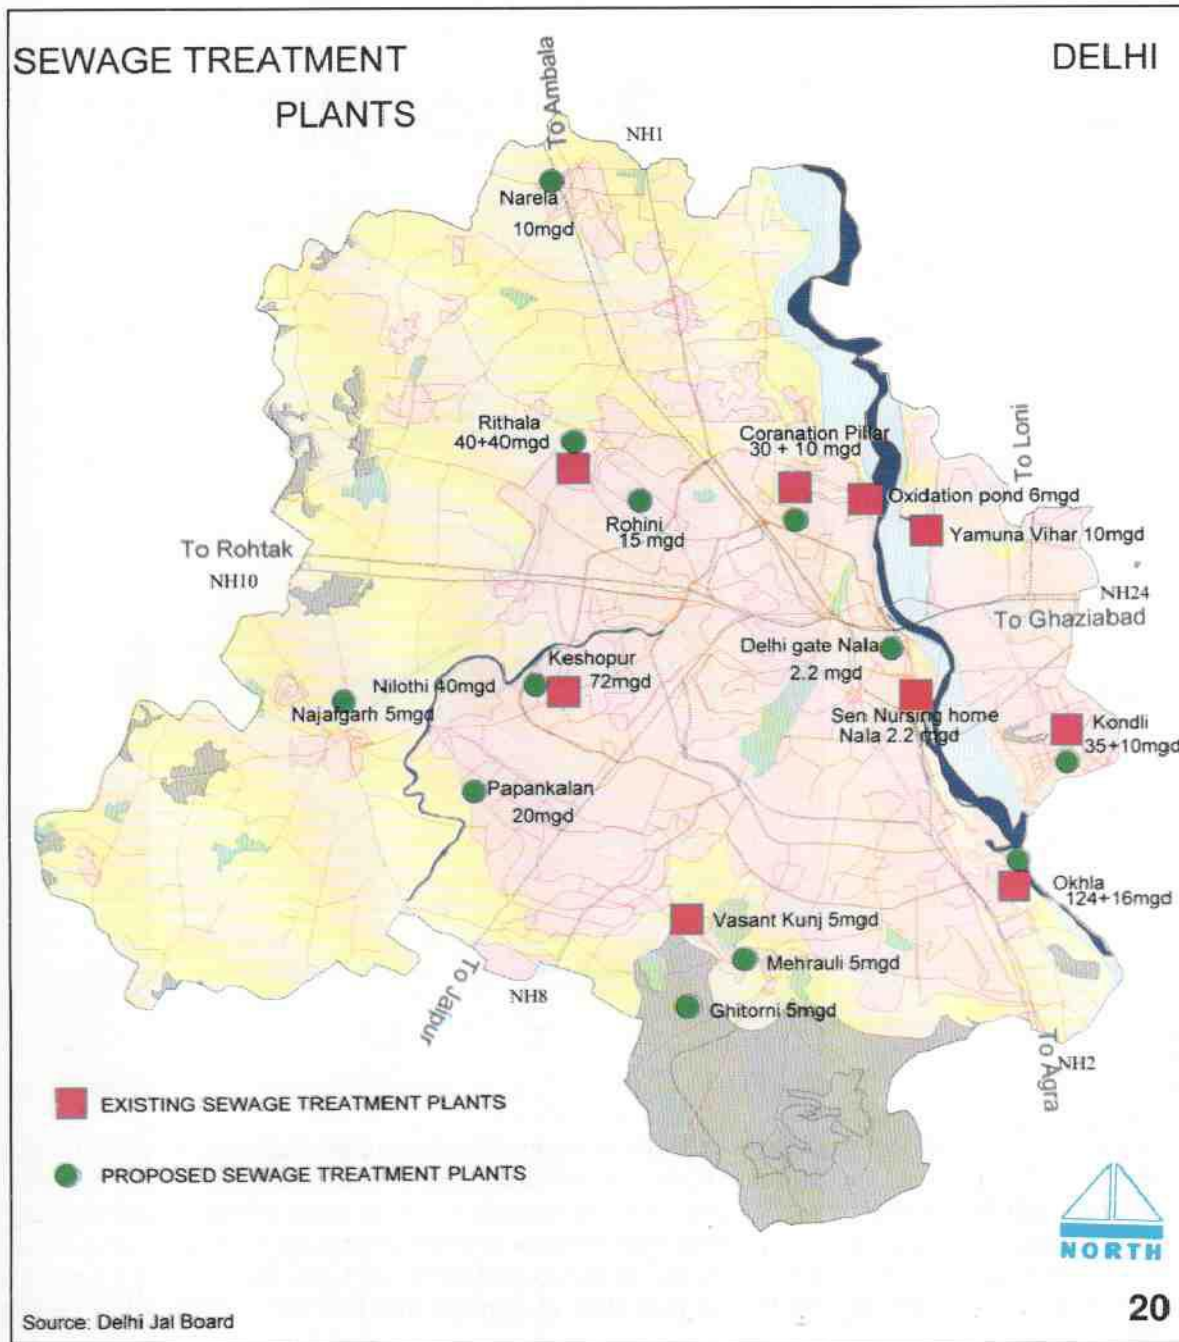 SEWAGE TREATMENT
PLANTS
DELHI
To Ambala
NH1
Narela
10mgd
Rithala
40+40mgd
Coranation Pillar
30 + 10 mgd
To Loni
Oxidation pond 6mgd
Rohini
15 mgd
Yamuna Vihar 10mgd
To Rohtak
NH10
NH24
To Ghaziabad
Delhi gate Nala
2.2 mgd
Keshopur
72mgd
Nilothi 40mgd
Najafgarh 5mgd
Sen Nursing home
Nala 2.2 mgd
Kondli
35+10mgd
Papankalan
20mgd
Okhla
124+16mgd
Vasant Kunj 5mgd
Mehrauli 5mgd
To Jaipur
NH8
Ghitorni 5mgd
To Agra
NH2
EXISTING SEWAGE TREATMENT PLANTS
PROPOSED SEWAGE TREATMENT PLANTS
NORTH
Source: Delhi Jal Board
20